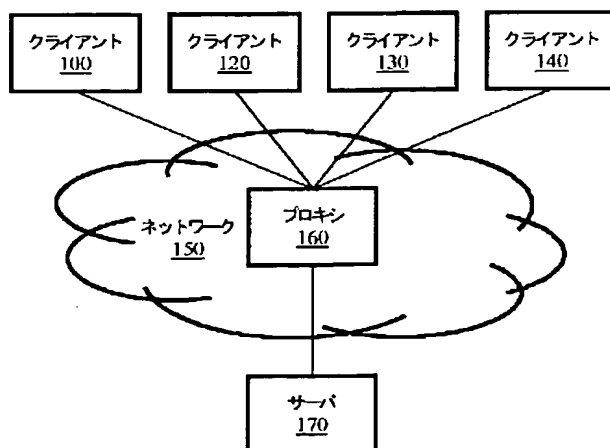 クライアント
100
クライアント
120
クライアント
130
クライアント
140
ネットワーク
150
プロキシ
160
サーバ
170